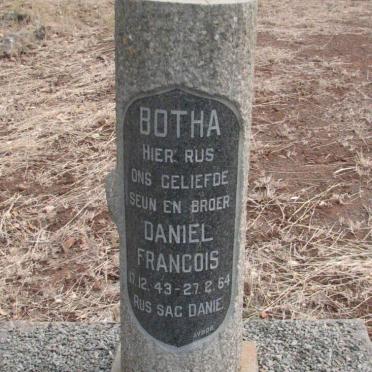 BOTHA
HIER RUS
ONS GELIEFDE
SEUN EN BROER
DANIEL
FRANCOIS
17.12.43-27.2.64
RUS SAG DANIE.